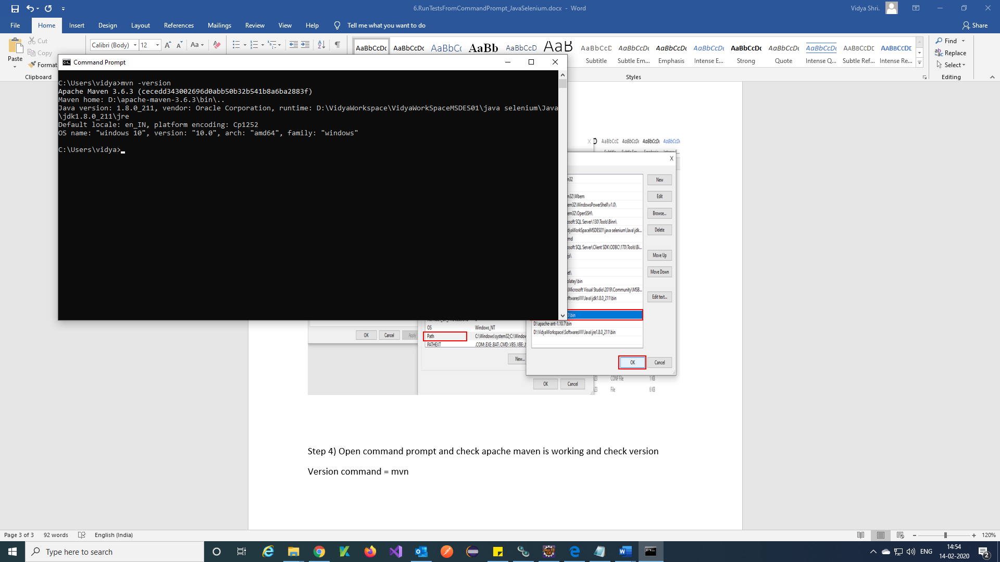 6.RunTestsFromCommandPrompt_JavaSelenium.docx - Word
Vidya Shri.
File Home Insert Design Layout References Mailings Review View Help Tell me what you want to do Share
Paste
Cut
Copy
Format
Clipboard
Calibri (Body) 12
Aa
AaBbCcDc AaBbCcDc AaBbCc AaBb AaBbCcD AaB AaBbCcD AaBbCcDc AaBbCcDc AaBbCcDc AaBbCcDc AaBbCcDc AaBbCcDc AABBCCDE AABBCCDE
Subtitle Subtle Em... Emphasis Intense E... Strong Quote Intense Q... Subtle Ref... Intense Re...
Styles
Find
Replace
Select
Editing
Command Prompt
C:\Users\vidya>mvn -version
Apache Maven 3.6.3 (cecedd343002696d0abb50b32b541b8a6ba2883f)
Maven home: D:\apache-maven-3.6.3\bin\..
Java version: 1.8.0_211, vendor: Oracle Corporation, runtime: D:\VidyaWorkspace\VidyaWorkSpaceMSDES01\java selenium\Java
\jdk1.8.0_211\jre
Default locale: en_IN, platform encoding: Cp1252
OS name: "windows 10", version: "10.0", arch: "amd64", family: "windows"
C:\Users\vidya>
AaBbCcD AaBbCcDc AaBbCcDc AaBbCcDc
X
m32
m32\Wbem
em32\WindowsPowerShell\v1.0\
em32\OpenSSH\
osoft SQL Server\130\Tools\Binn\
idyaWorkSpaceMSDES01\java selenium\Java\jdk...
md
osoft SQL Server\Client SDK\ODBC\170\Tools\Bi...
js\
et\
olatey\bin
\Microsoft Visual Studio\2019\Community\MSB...
oftwaresVV\Java\jdk1.8.0_211\bin
3\bin
D:\apache-ant-1.10.7\bin
D:\VidyaWorkspace\SoftwaresVV\Java\jre1.8.0_211\bin
New
Edit
Browse...
Delete
Move Up
Move Down
Edit text...
OK Cancel
OK Cancel Apply
OS Windows_NT
Path C:\Windows\system32;C:\Window
PATHEXT .COM;.EXE;.BAT;.CMD;.VBS;.VBE;.J
New...
OK Cancel
CONF File 1 KB
File 6 KB
Step 4) Open command prompt and check apache maven is working and check version
Version command = mvn
Page 3 of 3 92 words English (India) 120%
Type here to search
ENG
14:54
14-02-2020
2